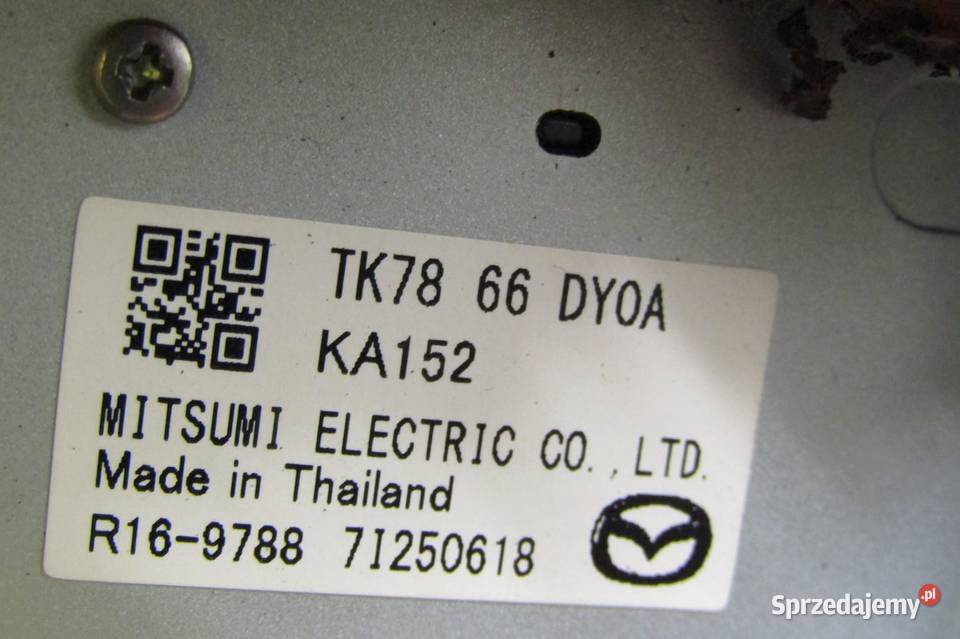 TK78 66 DY0A
KA152
MITSUMI ELECTRIC CO.,LTD.
Made in Thailand
R16-9788 7I250618
Sprzedajemy.pl